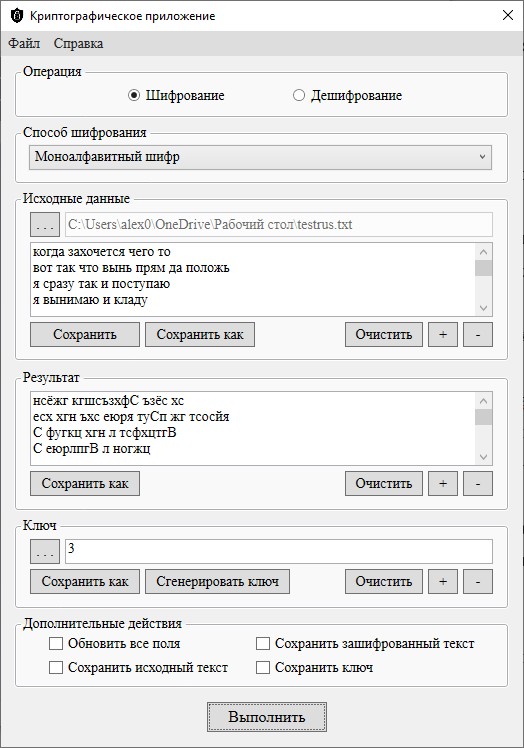 Криптографическое приложение
Файл Справка
Операция
Шифрование Дешифрование
Способ шифрования
Моноалфавитный шифр
Исходные данные
. . . C:\Users\alex0\OneDrive\Рабочий стол\testrus.txt
когда захочется чего то
вот так что вынь прям да положь
я сразу так и поступаю
я вынимаю и кладу
Сохранить Сохранить как Очистить + -
Результат
нсёжг кгшсъзхфС ъзёс хс
есх хгн ъхс еюря туСп жг тсосйя
С фугкц хгн л тсфхцтгВ
С еюрлпгВ л ногжц
Сохранить как Очистить + -
Ключ
. . . 3
Сохранить как Сгенерировать ключ Очистить + -
Дополнительные действия
Обновить все поля Сохранить зашифрованный текст
Сохранить исходный текст Сохранить ключ
Выполнить